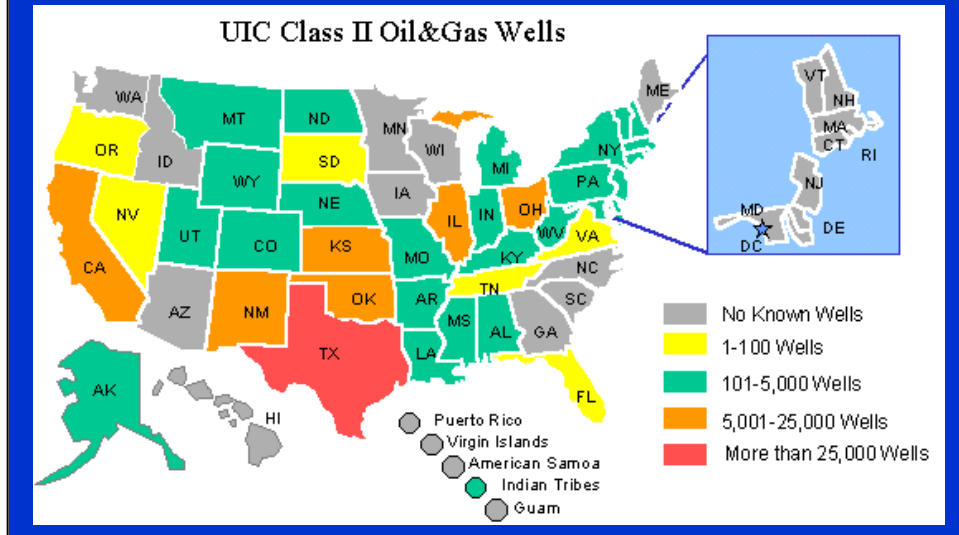 UIC Class II Oil&Gas Wells
WA
MT
ND
MN
ME
VT
NH
MA
CT
RI
NJ
MD
DE
DC
OR
ID
SD
WI
MI
NY
WY
IA
PA
NE
NV
UT
CO
IL
IN
OH
WV
VA
CA
KS
MO
KY
NC
AZ
NM
OK
AR
TN
SC
MS
AL
GA
TX
LA
FL
AK
HI
Puerto Rico
Virgin Islands
American Samoa
Indian Tribes
Guam
No Known Wells
1-100 Wells
101-5,000 Wells
5,001-25,000 Wells
More than 25,000 Wells